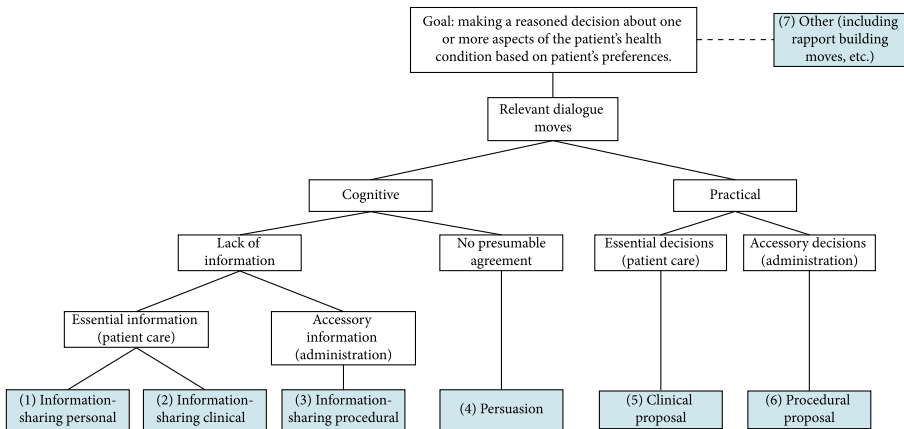 Goal: making a reasoned decision about one
or more aspects of the patient's health
condition based on patient's preferences.
(7) Other (including
rapport building
moves, etc.)
Relevant dialogue
moves
Cognitive
Practical
Lack of
information
No presumable
agreement
Essential decisions
(patient care)
Accessory decisions
(administration)
Essential information
(patient care)
Accessory
information
(administration)
(1) Information-
sharing personal
(2) Information-
sharing clinical
(3) Information-
sharing procedural
(4) Persuasion
(5) Clinical
proposal
(6) Procedural
proposal